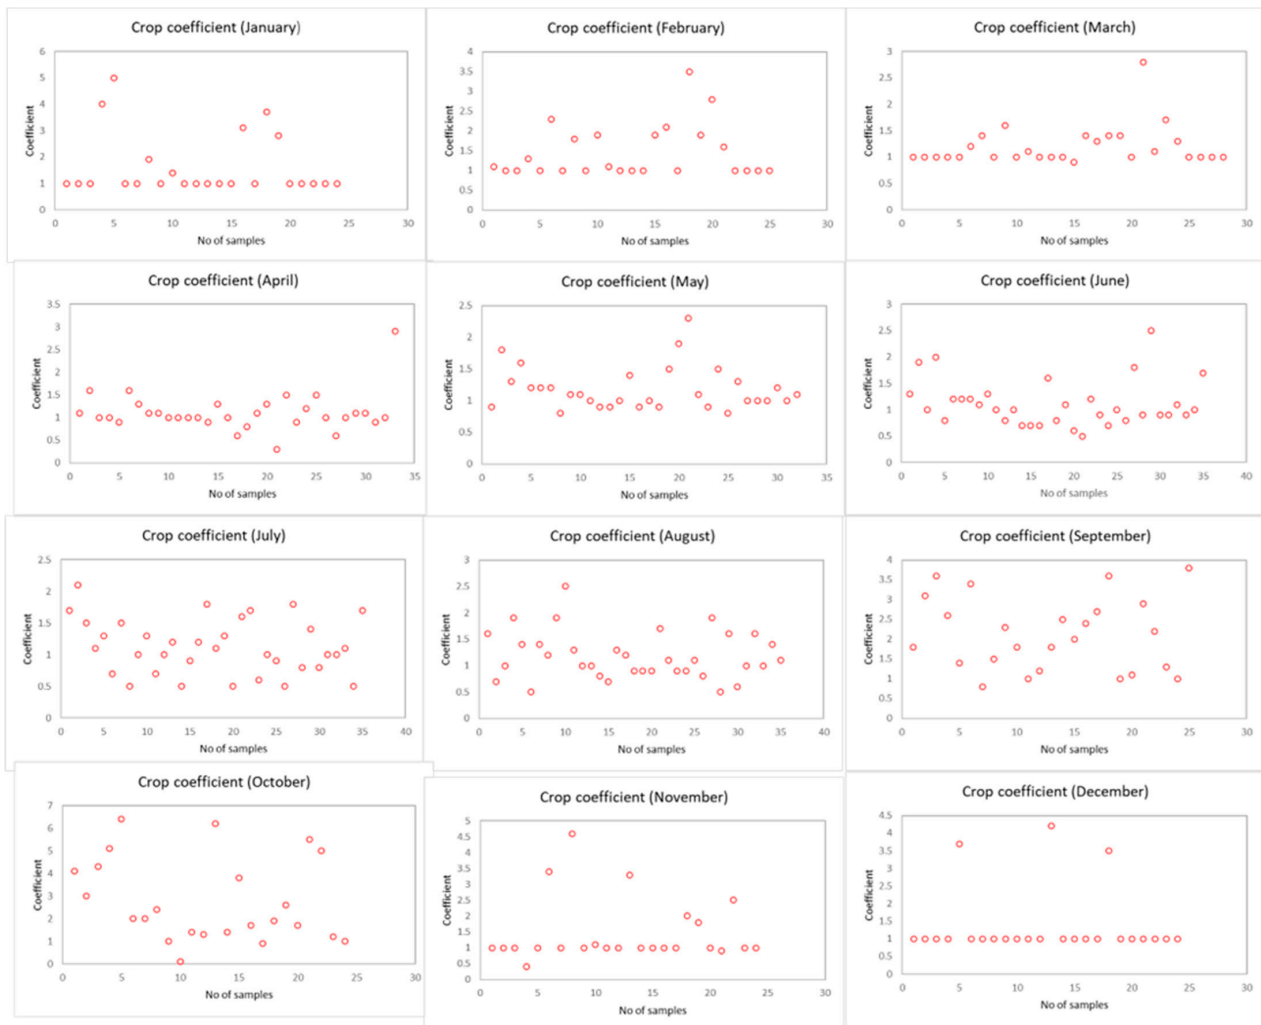 Crop coefficient (January)
6
5
4
3
2
1
0
0 5 10 15 20 25 30
Coefficient
No of samples
Crop coefficient (February)
4
3.5
3
2.5
2
1.5
1
0.5
0
0 5 10 15 20 25 30
Coefficient
No of samples
Crop coefficient (March)
3
2.5
2
1.5
1
0.5
0
0 5 10 15 20 25 30
Coefficient
No of samples
Crop coefficient (April)
3.5
3
2.5
2
1.5
1
0.5
0
0 5 10 15 20 25 30 35
Coefficient
No of samples
Crop coefficient (May)
2.5
2
1.5
1
0.5
0
0 5 10 15 20 25 30 35
Coefficient
No of samples
Crop coefficient (June)
3
2.5
2
1.5
1
0.5
0
0 5 10 15 20 25 30 35 40
Coefficient
No of samples
Crop coefficient (July)
2.5
2
1.5
1
0.5
0
0 5 10 15 20 25 30 35 40
Coefficient
No of samples
Crop coefficient (August)
3
2.5
2
1.5
1
0.5
0
0 5 10 15 20 25 30 35 40
Coefficient
No of samples
Crop coefficient (September)
4
3.5
3
2.5
2
1.5
1
0.5
0
0 5 10 15 20 25 30
Coefficient
No of samples
Crop coefficient (October)
7
6
5
4
3
2
1
0
0 5 10 15 20 25 30
Coefficient
No of samples
Crop coefficient (November)
5
4.5
4
3.5
3
2.5
2
1.5
1
0.5
0
0 5 10 15 20 25 30
Coefficient
No of samples
Crop coefficient (December)
4.5
4
3.5
3
2.5
2
1.5
1
0.5
0
0 5 10 15 20 25 30
Coefficient
No of samples